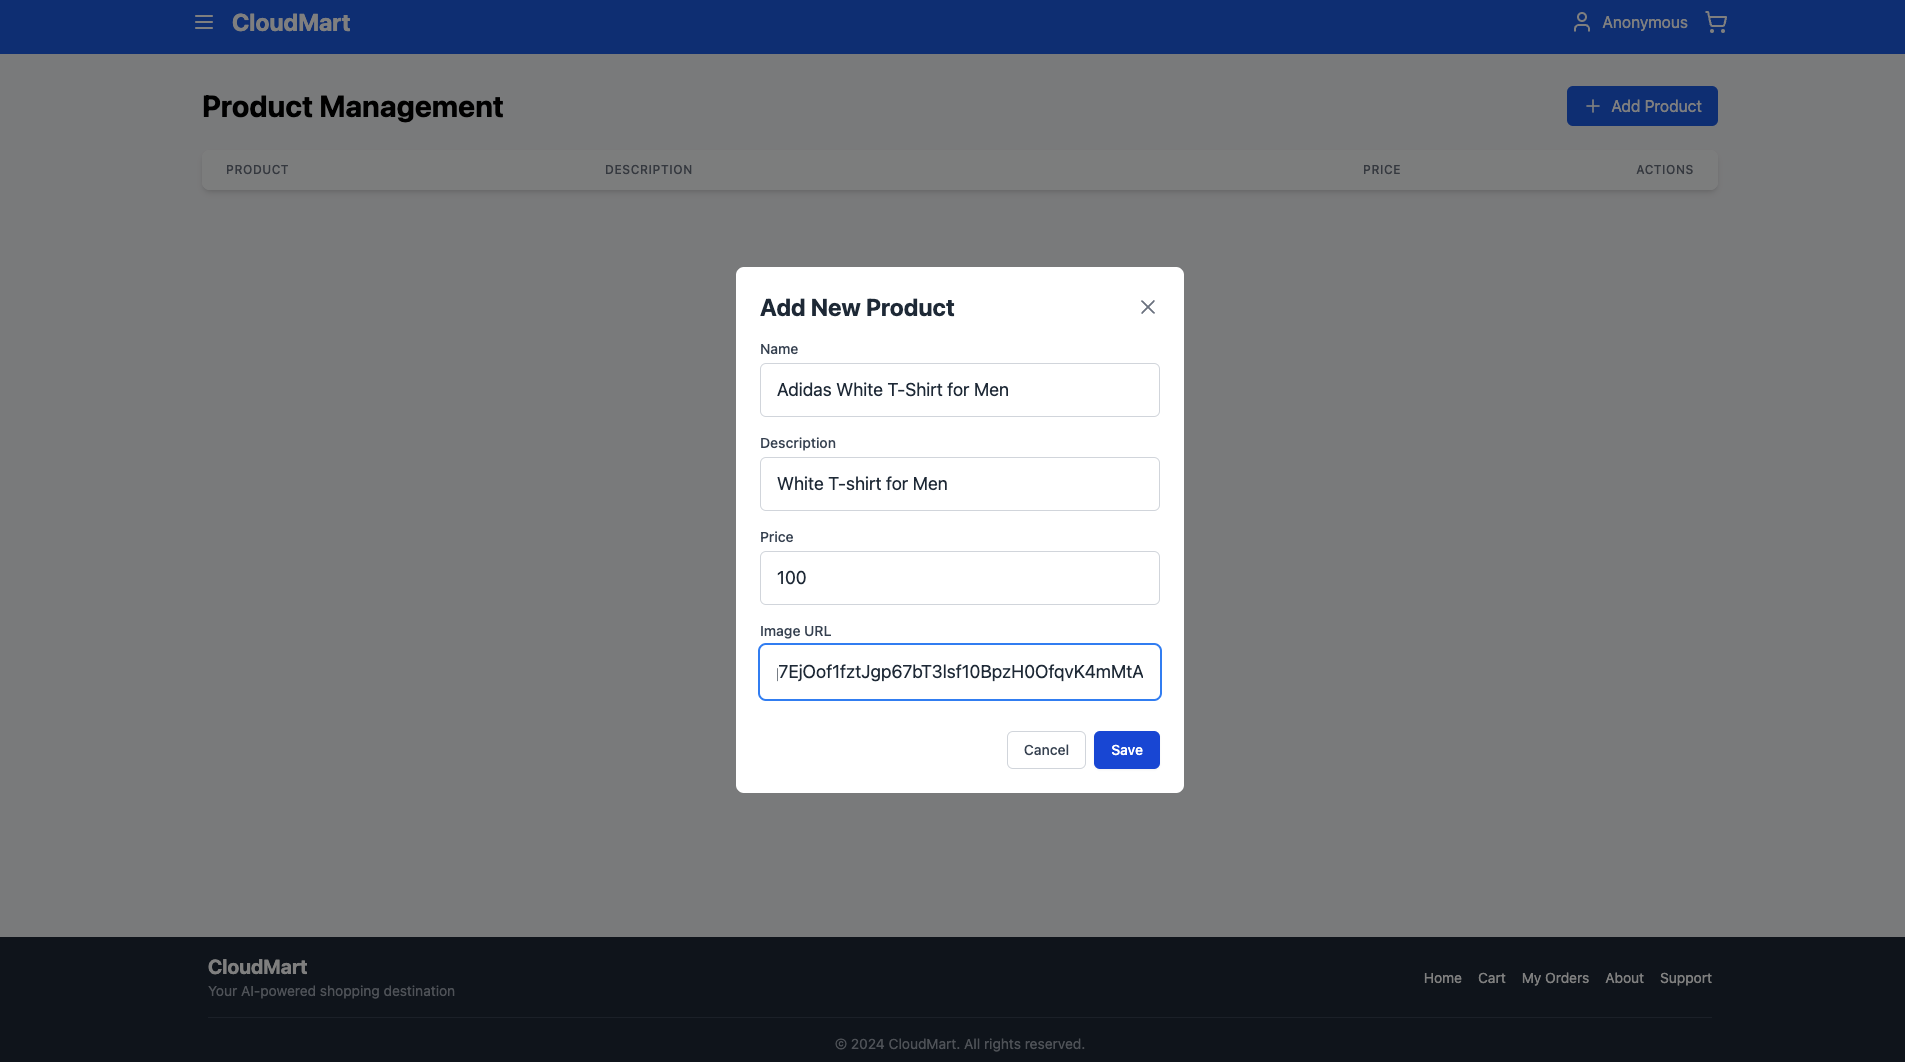 CloudMart
Anonymous
Product Management
Add Product
PRODUCT DESCRIPTION PRICE ACTIONS
Add New Product
Name
Adidas White T-Shirt for Men
Description
White T-shirt for Men
Price
100
Image URL
Cancel Save
CloudMart
Your AI-powered shopping destination
Home Cart My Orders About Support
© 2024 CloudMart. All rights reserved.